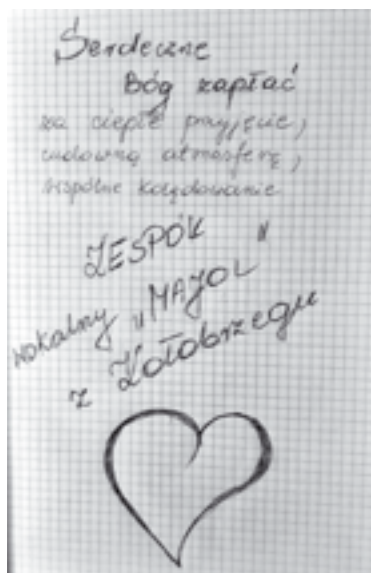 Serdeczne
Bóg zapłać
za ciepłe przyjęcie,
cudowną atmosferę,
wspólne kolędowanie
ZESPÓŁ
wokalny „MAJOL"
z Kołobrzegu